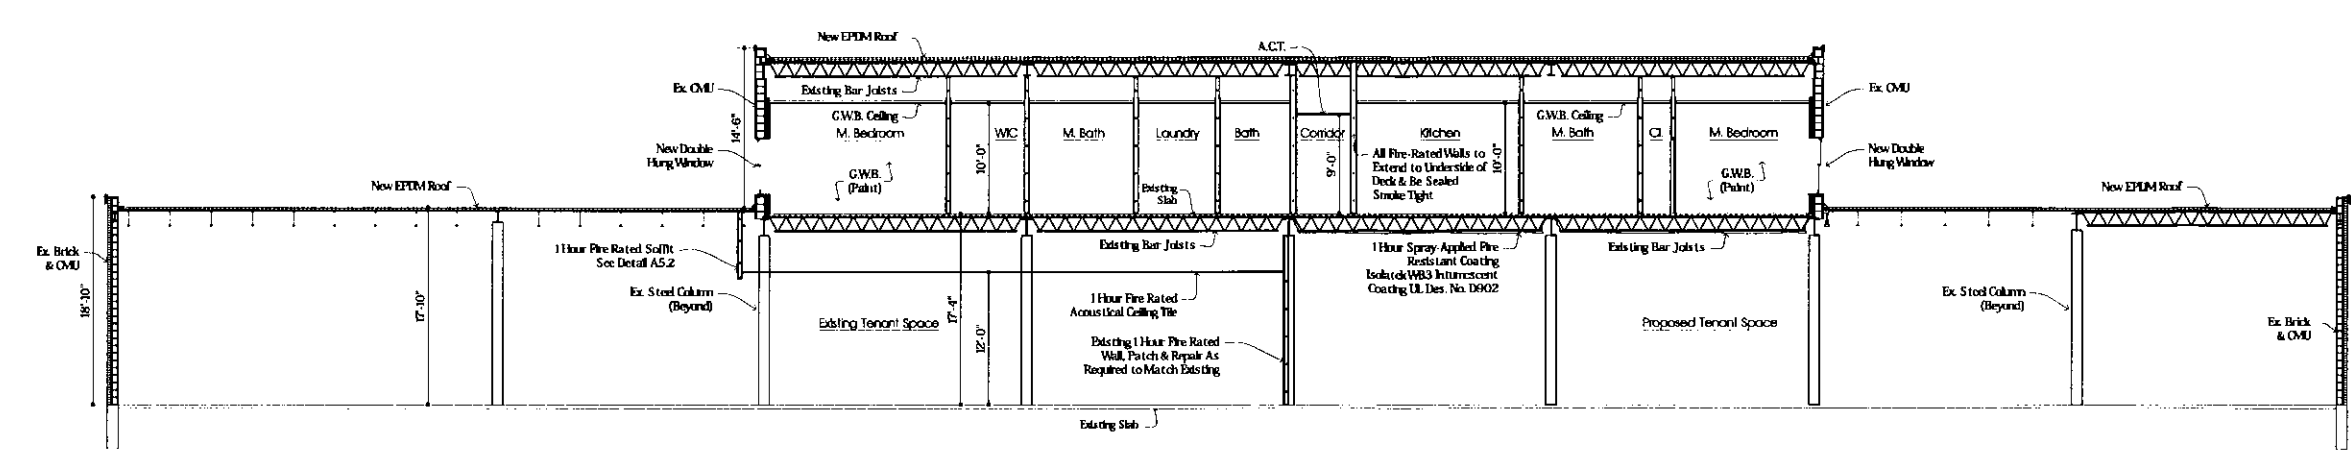 New EPDM Roof
A.C.T.
Ex. CMU
Existing Bar Joists
Ex. CMU
G.W.B. Ceiling
G.W.B. Ceiling
14'-6"
M. Bedroom
WIC
M. Bath
Laundry
Bath
Corridor
Kitchen
M. Bath
Cl.
M. Bedroom
New Double
Hung Window
10'-0"
9'-0"
All Fire-Rated Walls to
Extend to Underside of
Deck & Be Sealed
Smoke Tight
10'-0"
New Double
Hung Window
G.W.B.
(Paint)
G.W.B.
(Paint)
New EPDM Roof
Existing
Slab
New EPDM Roof
Ex. Brick
& CMU
1 Hour Fire Rated Soffit
See Detail A5.2
Existing Bar Joists
1 Hour Spray-Applied Fire
Resistant Coating
Isolatek WB3 Intumescent
Coating UL Des. No. D902
Existing Bar Joists
18'-10"
17'-10"
Ex. Steel Column
(Beyond)
17'-4"
12'-0"
1 Hour Fire Rated
Acoustical Ceiling Tile
Ex. Steel Column
(Beyond)
Existing Tenant Space
Proposed Tenant Space
Ex. Brick
& CMU
Existing 1 Hour Fire Rated
Wall, Patch & Repair As
Required to Match Existing
Existing Slab